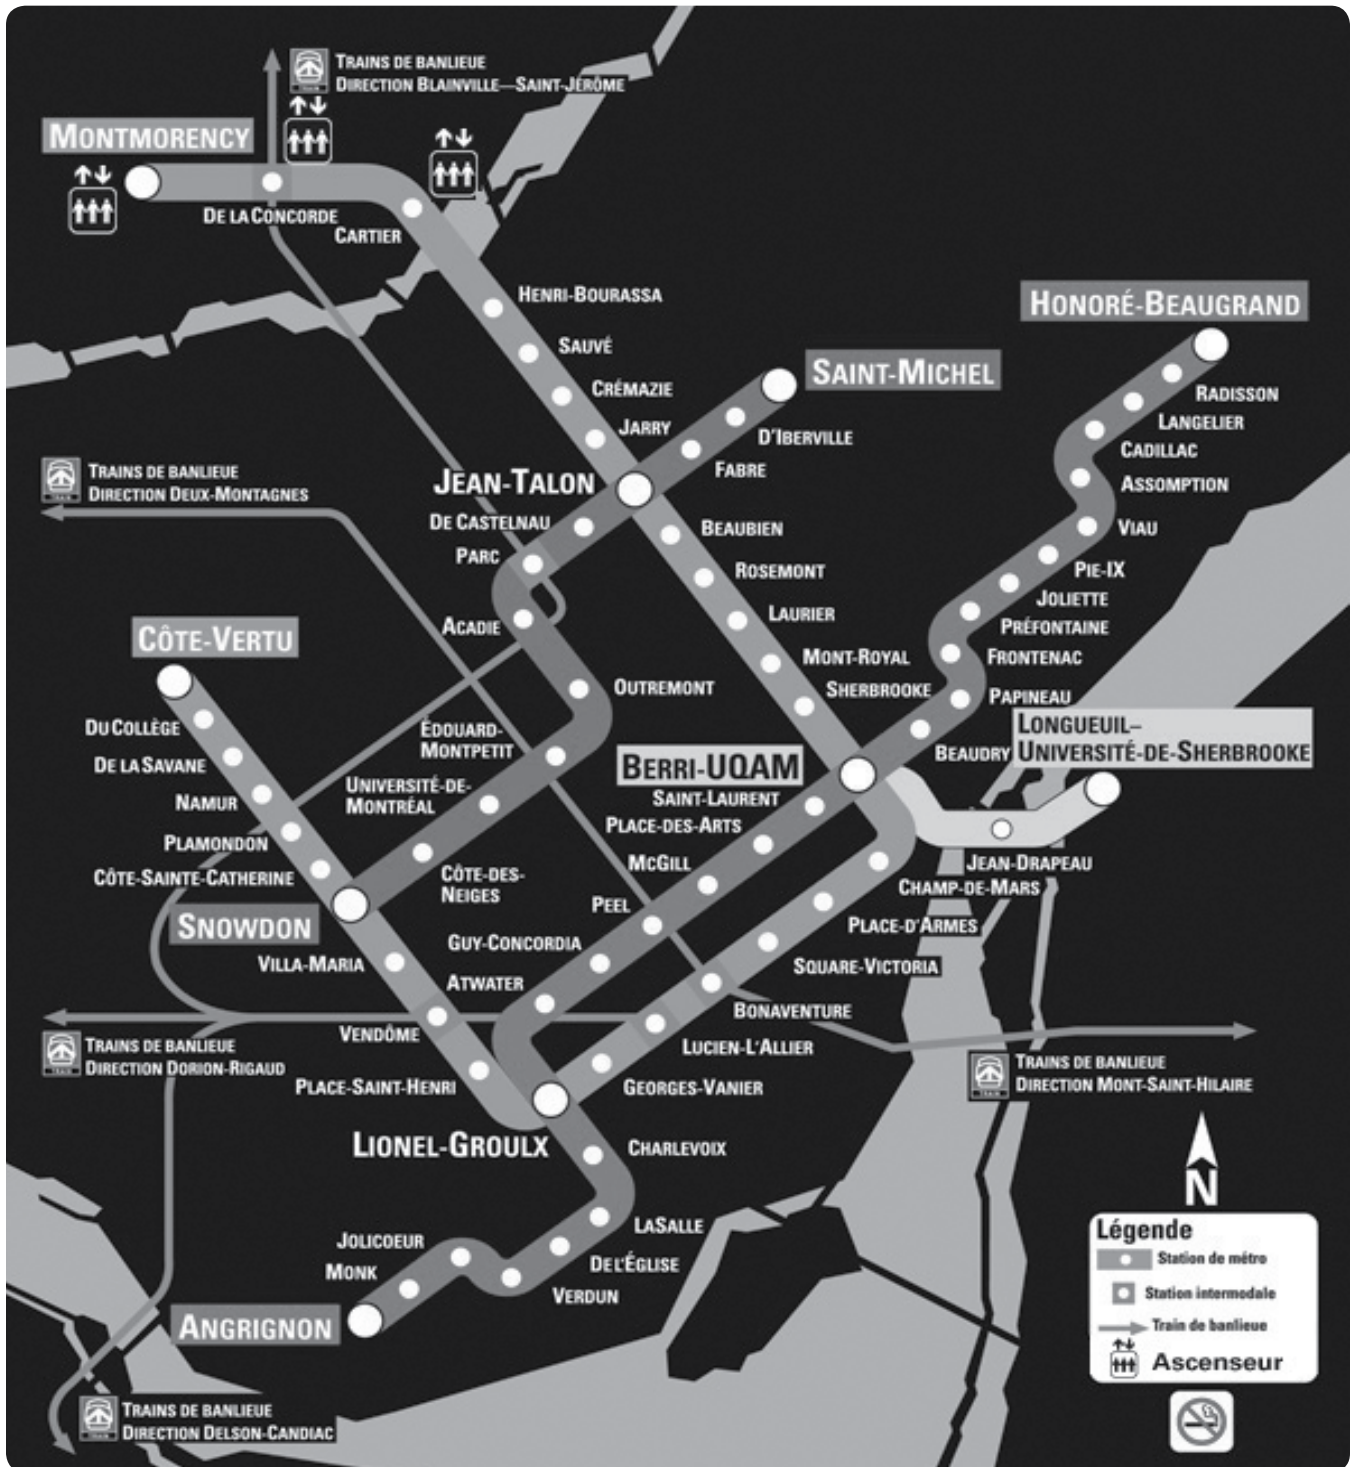 TRAINS DE BANLIEUE
DIRECTION BLAINVILLE—SAINT-JÉRÔME
MONTMORENCY
DE LA CONCORDE
CARTIER
HENRI-BOURASSA
SAUVÉ
CRÉMAZIE
JARRY
HONORÉ-BEAUGRAND
RADISSON
LANGELIER
CADILLAC
ASSOMPTION
VIAU
PIE-IX
JOLIETTE
PRÉFONTAINE
FRONTENAC
PAPINEAU
BEAUDRY
SAINT-MICHEL
D'IBERVILLE
FABRE
JEAN-TALON
DE CASTELNAU
PARC
ACADIE
OUTREMONT
ÉDOUARD-
MONTPETIT
UNIVERSITÉ-DE-
MONTRÉAL
CÔTE-DES-
NEIGES
TRAINS DE BANLIEUE
DIRECTION DEUX-MONTAGNES
BEAUBIEN
ROSEMONT
LAURIER
MONT-ROYAL
SHERBROOKE
CÔTE-VERTU
DU COLLÈGE
DE LA SAVANE
NAMUR
PLAMONDON
CÔTE-SAINTE-CATHERINE
SNOWDON
VILLA-MARIA
VENDÔME
PLACE-SAINT-HENRI
LONGUEUIL–
UNIVERSITÉ-DE-SHERBROOKE
BERRI-UQAM
SAINT-LAURENT
PLACE-DES-ARTS
MCGILL
PEEL
GUY-CONCORDIA
ATWATER
JEAN-DRAPEAU
CHAMP-DE-MARS
PLACE-D'ARMES
SQUARE-VICTORIA
BONAVENTURE
LUCIEN-L'ALLIER
GEORGES-VANIER
TRAINS DE BANLIEUE
DIRECTION DORION-RIGAUD
TRAINS DE BANLIEUE
DIRECTION MONT-SAINT-HILAIRE
LIONEL-GROULX
CHARLEVOIX
LASALLE
DE L'ÉGLISE
VERDUN
JOLICOEUR
MONK
ANGRIGNON
TRAINS DE BANLIEUE
DIRECTION DELSON-CANDIAC
N
Légende
Station de métro
Station intermodale
Train de banlieue
Ascenseur